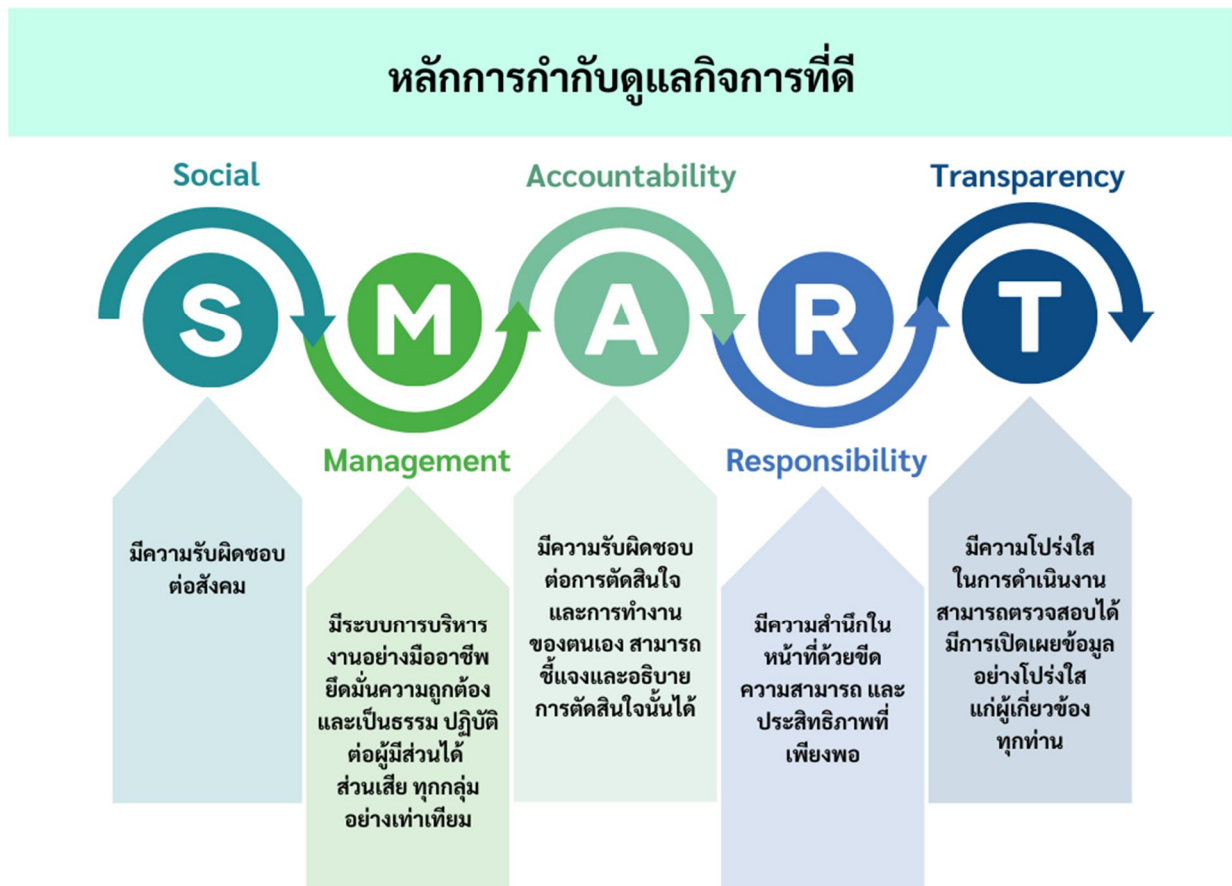 หลักการกำกับดูแลกิจการที่ดี
Social
S
มีความรับผิดชอบ
ต่อสังคม
M
Management
มีระบบการบริหาร
งานอย่างมืออาชีพ
ยึดมั่นความถูกต้อง
และเป็นธรรม ปฏิบัติ
ต่อผู้มีส่วนได้
ส่วนเสีย ทุกกลุ่ม
อย่างเท่าเทียม
Accountability
A
มีความรับผิดชอบ
ต่อการตัดสินใจ
และการทำงาน
ของตนเอง สามารถ
ชี้แจงและอธิบาย
การตัดสินใจนั้นได้
R
Responsibility
มีความสำนึกใน
หน้าที่ด้วยขีด
ความสามารถ และ
ประสิทธิภาพที่
เพียงพอ
Transparency
T
มีความโปร่งใส
ในการดำเนินงาน
สามารถตรวจสอบได้
มีการเปิดเผยข้อมูล
อย่างโปร่งใส
แก่ผู้เกี่ยวข้อง
ทุกท่าน